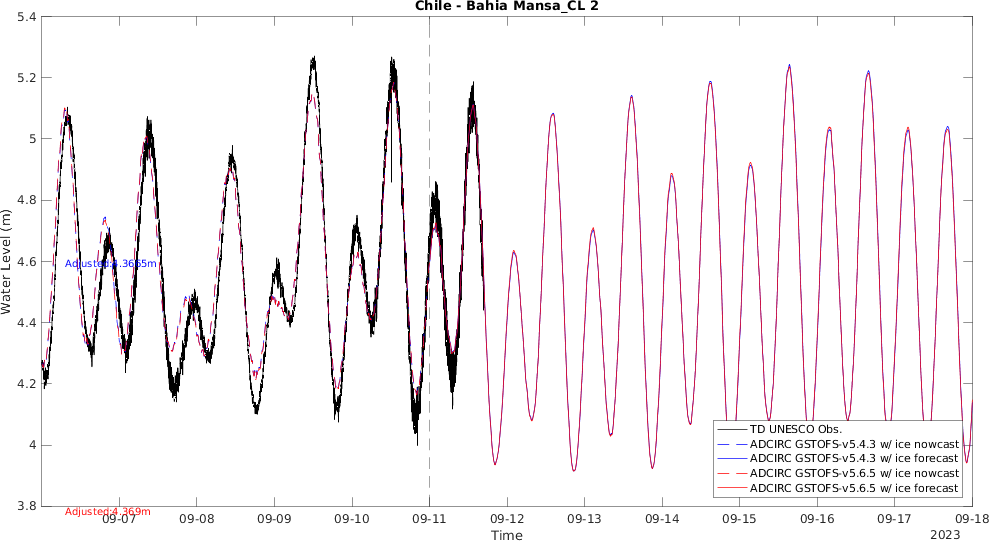 Chile - Bahia Mansa_CL 2
5.4
5.2
5
4.8
4.6
4.4
4.2
4
3.8
Water Level (m)
Adjusted:4.3665m
Adjusted:4.369m
TD UNESCO Obs.
ADCIRC GSTOFS-v5.4.3 w/ ice nowcast
ADCIRC GSTOFS-v5.4.3 w/ ice forecast
ADCIRC GSTOFS-v5.6.5 w/ ice nowcast
ADCIRC GSTOFS-v5.6.5 w/ ice forecast
09-07 09-08 09-09 09-10 09-11 09-12 09-13 09-14 09-15 09-16 09-17 09-18
Time
2023